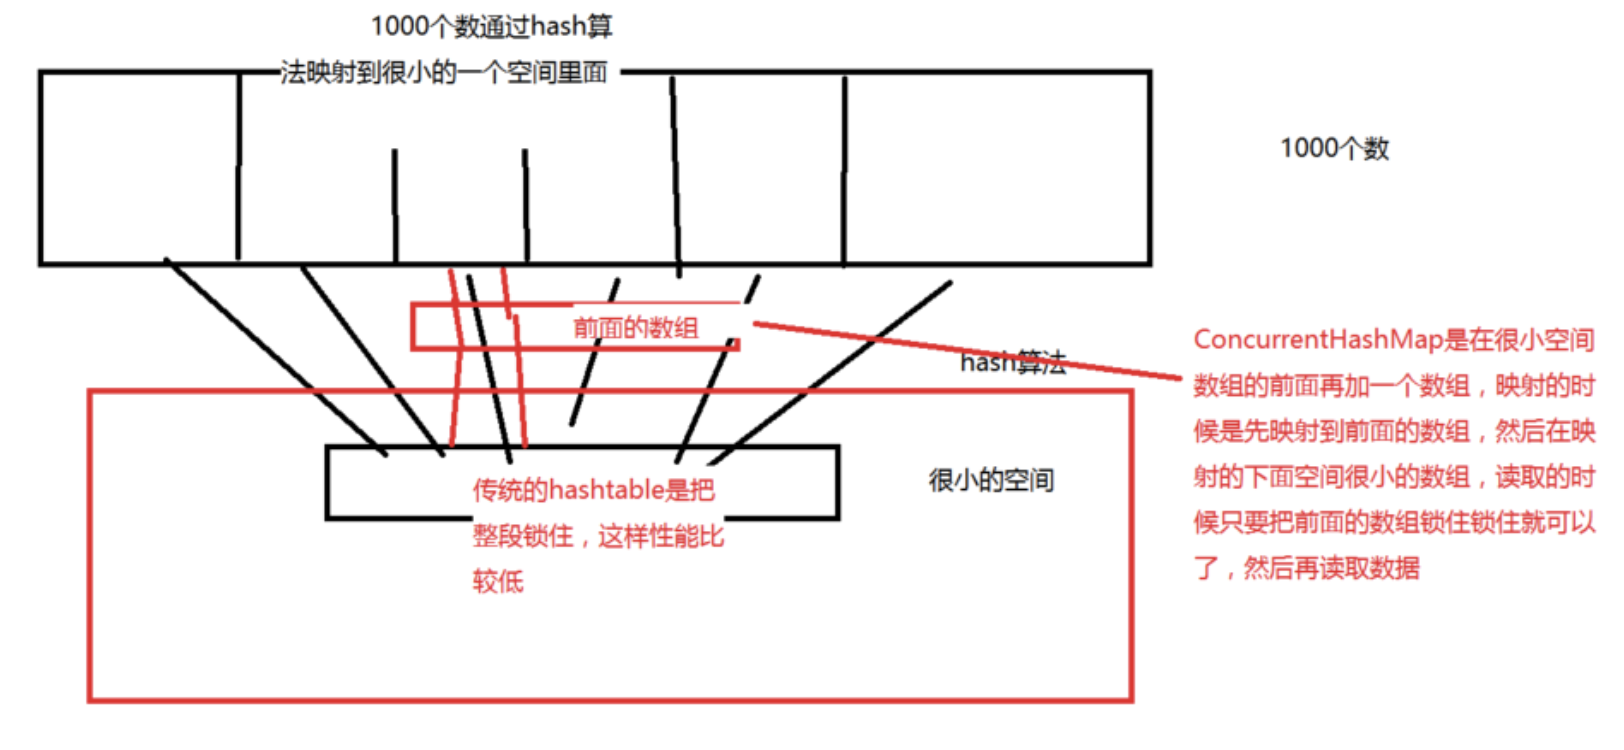 1000个数通过hash算
法映射到很小的一个空间里面
1000个数
前面的数组
hash算法
ConcurrentHashMap是在很小空间
数组的前面再加一个数组，映射的时
候是先映射到前面的数组，然后在映
射的下面空间很小的数组，读取的时
候只要把前面的数组锁住锁住就可以
了，然后再读取数据
很小的空间
传统的hashtable是把
整段锁住，这样性能比
较低